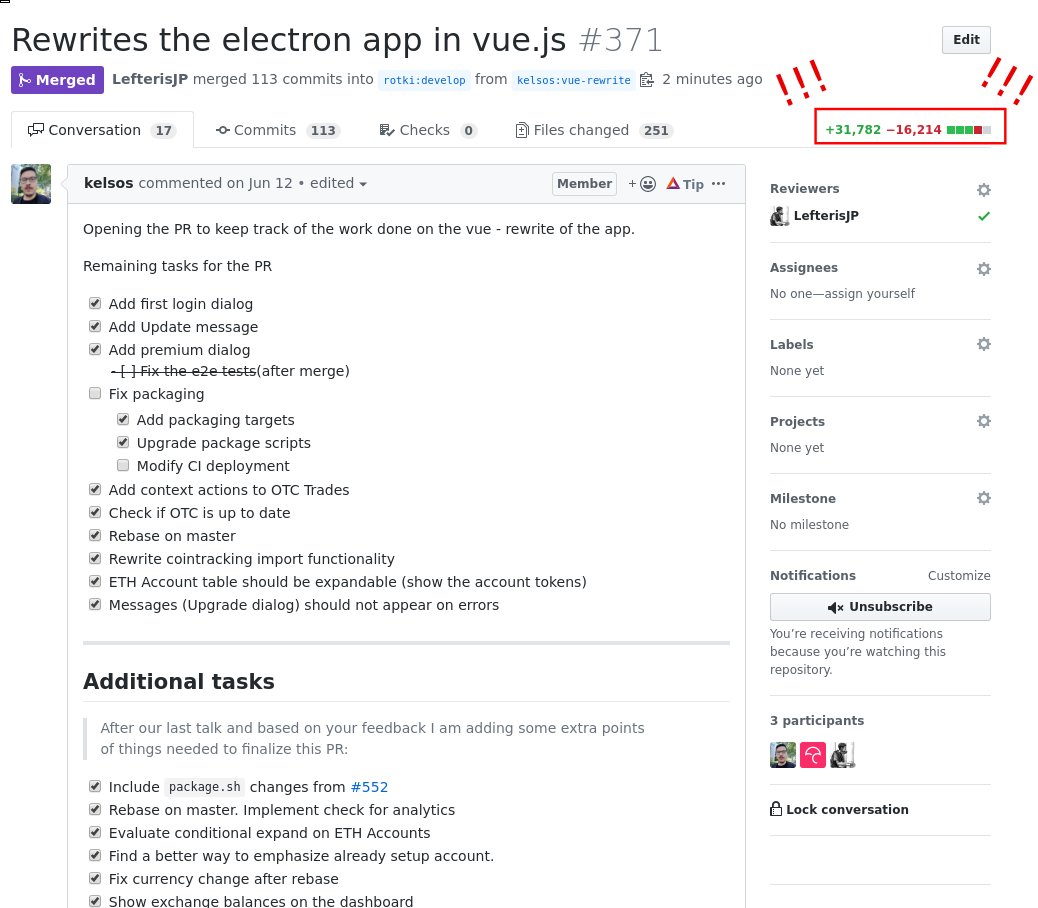 Rewrites the electron app in vue.js #371
Edit
Merged LefterisJP merged 113 commits into rotki:develop from kelsos:vue-rewrite 2 minutes ago
!!! !!!
Conversation 17 Commits 113 Checks 0 Files changed 251 +31,782 −16,214
kelsos commented on Jun 12 • edited
Member Tip
Opening the PR to keep track of the work done on the vue - rewrite of the app.
Remaining tasks for the PR
Add first login dialog
Add Update message
Add premium dialog
- [ ] Fix the e2e tests(after merge)
Fix packaging
Add packaging targets
Upgrade package scripts
Modify CI deployment
Add context actions to OTC Trades
Check if OTC is up to date
Rebase on master
Rewrite cointracking import functionality
ETH Account table should be expandable (show the account tokens)
Messages (Upgrade dialog) should not appear on errors
Additional tasks
After our last talk and based on your feedback I am adding some extra points
of things needed to finalize this PR:
Include package.sh changes from #552
Rebase on master. Implement check for analytics
Evaluate conditional expand on ETH Accounts
Find a better way to emphasize already setup account.
Fix currency change after rebase
Show exchange balances on the dashboard
Reviewers
LefterisJP
Assignees
No one—assign yourself
Labels
None yet
Projects
None yet
Milestone
No milestone
Notifications Customize
Unsubscribe
You’re receiving notifications
because you’re watching this
repository.
3 participants
Lock conversation